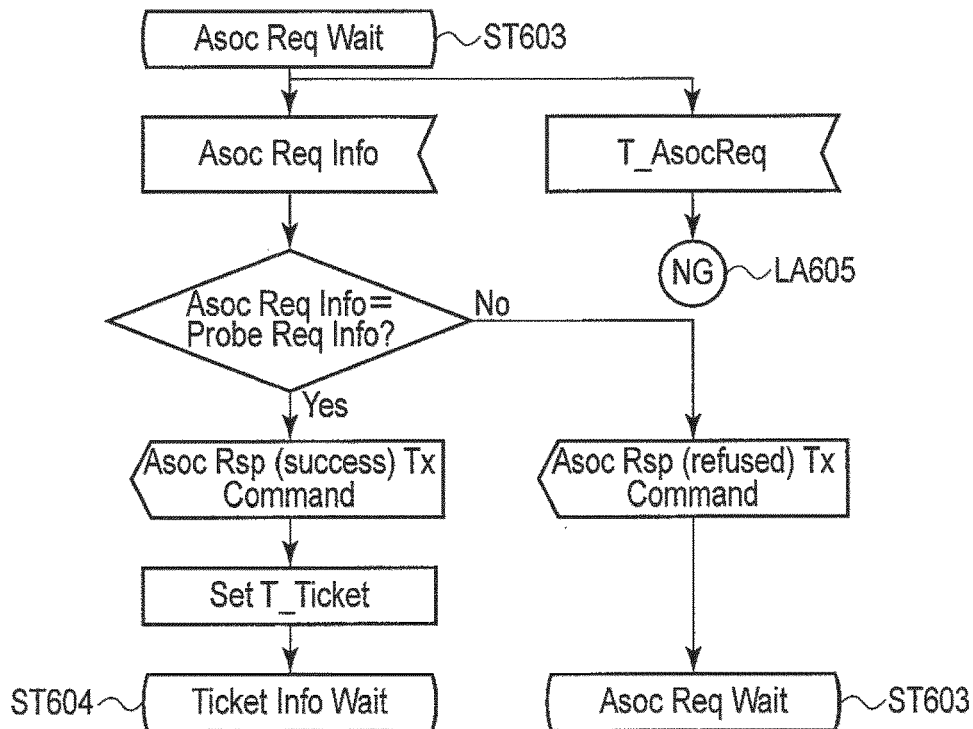 Asoc Req Wait
ST603
Asoc Req Info
T_AsocReq
NG
LA605
Asoc Req Info=
Probe Req Info?
No
Yes
Asoc Rsp (success) Tx
Command
Asoc Rsp (refused) Tx
Command
Set T_Ticket
ST604
Ticket Info Wait
Asoc Req Wait
ST603